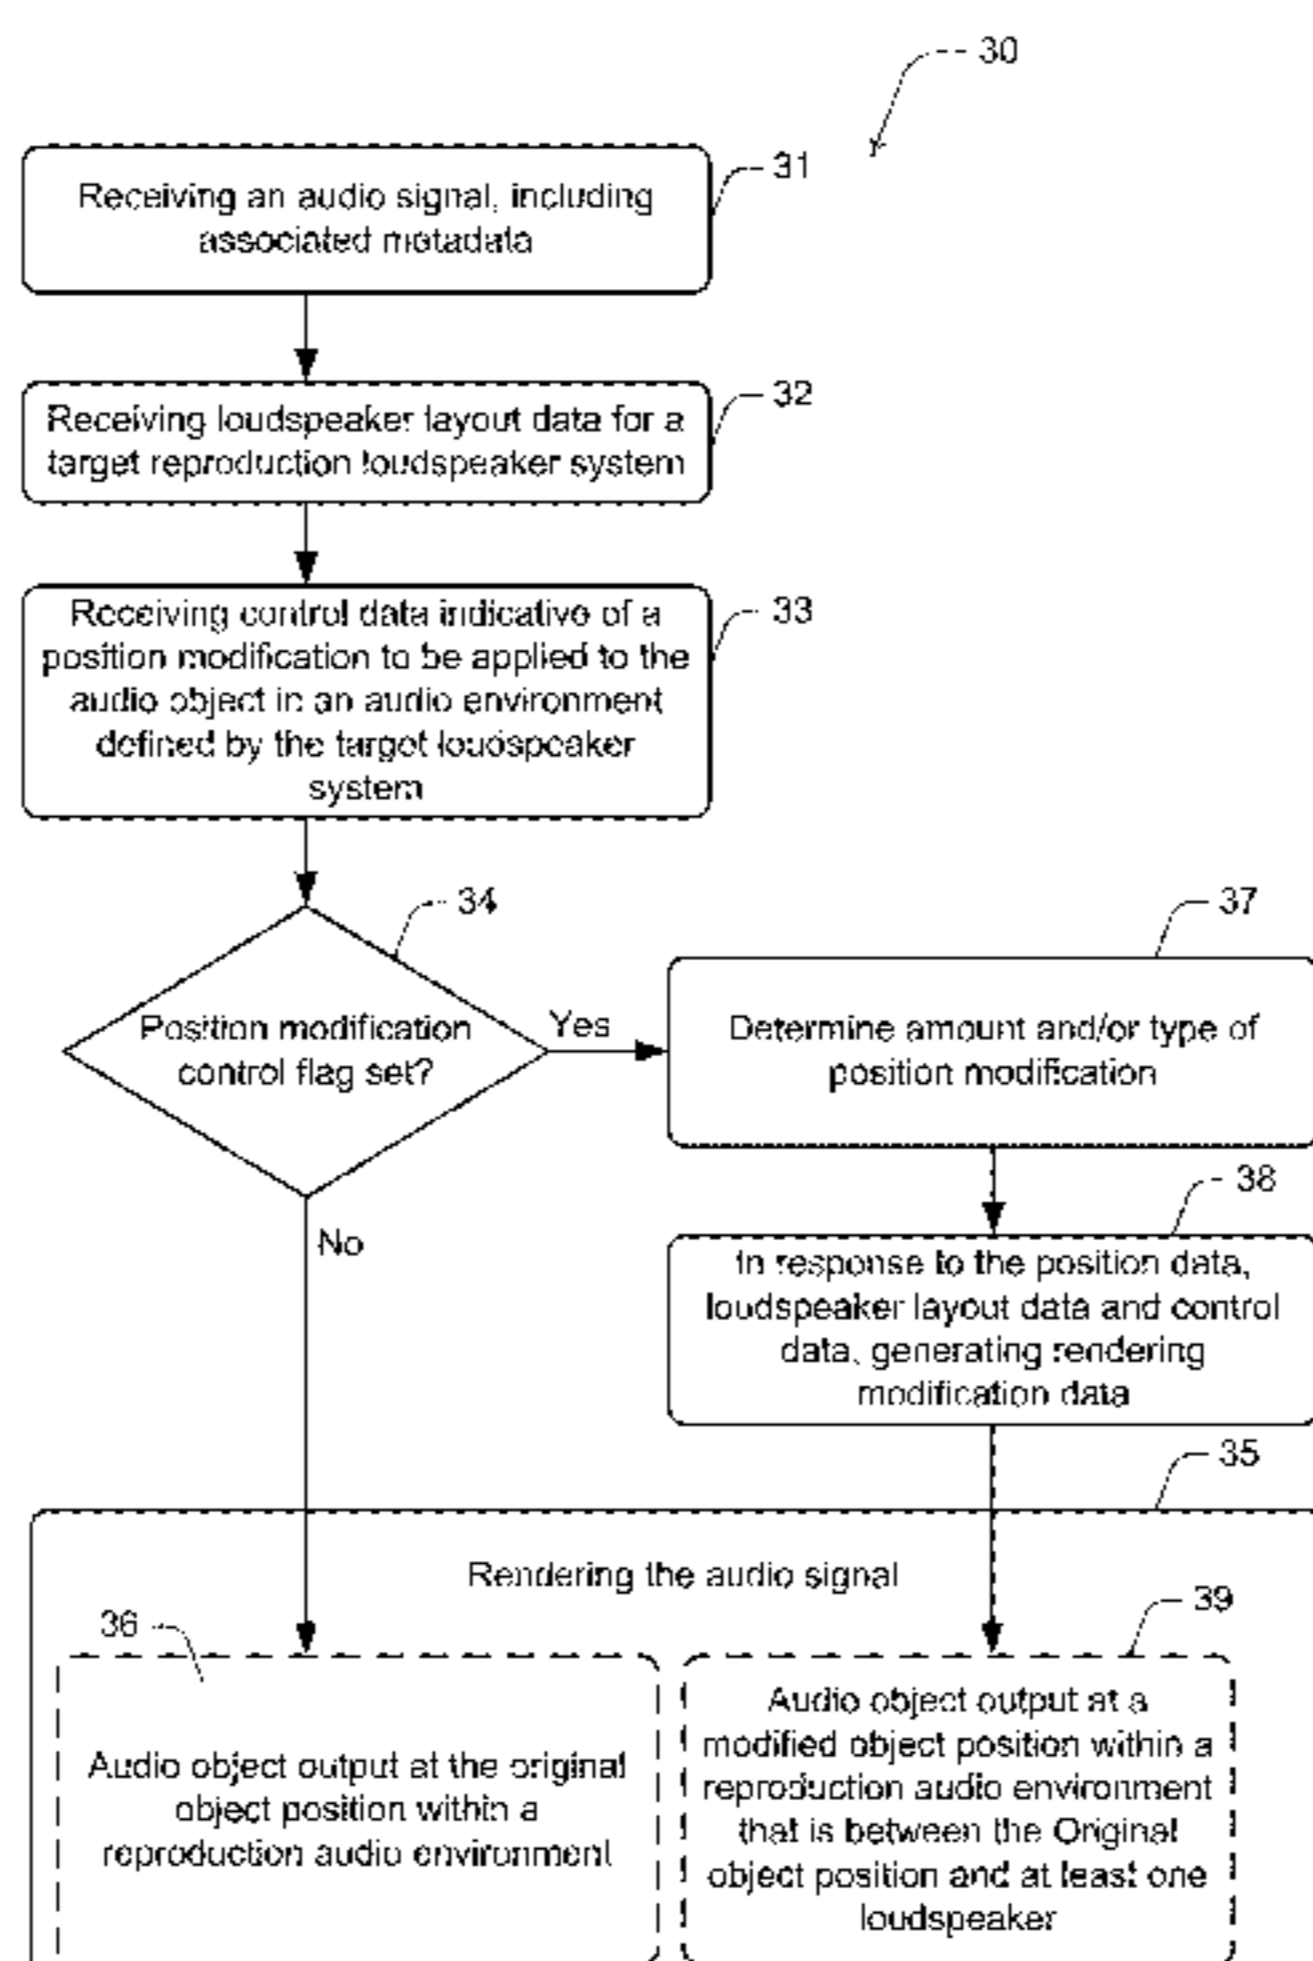 30
31
Receiving an audio signal, including
associated metadata
32
Receiving loudspeaker layout data for a
target reproduction loudspeaker system
33
Receiving control data indicative of a
position modification to be applied to the
audio object in an audio environment
defined by the target loudspeaker
system
34
Position modification
control flag set?
Yes
No
37
Determine amount and/or type of
position modification
38
In response to the position data,
loudspeaker layout data and control
data, generating rendering
modification data
35
Rendering the audio signal
36
Audio object output at the original
object position within a
reproduction audio environment
39
Audio object output at a
modified object position within a
reproduction audio environment
that is between the Original
object position and at least one
loudspeaker